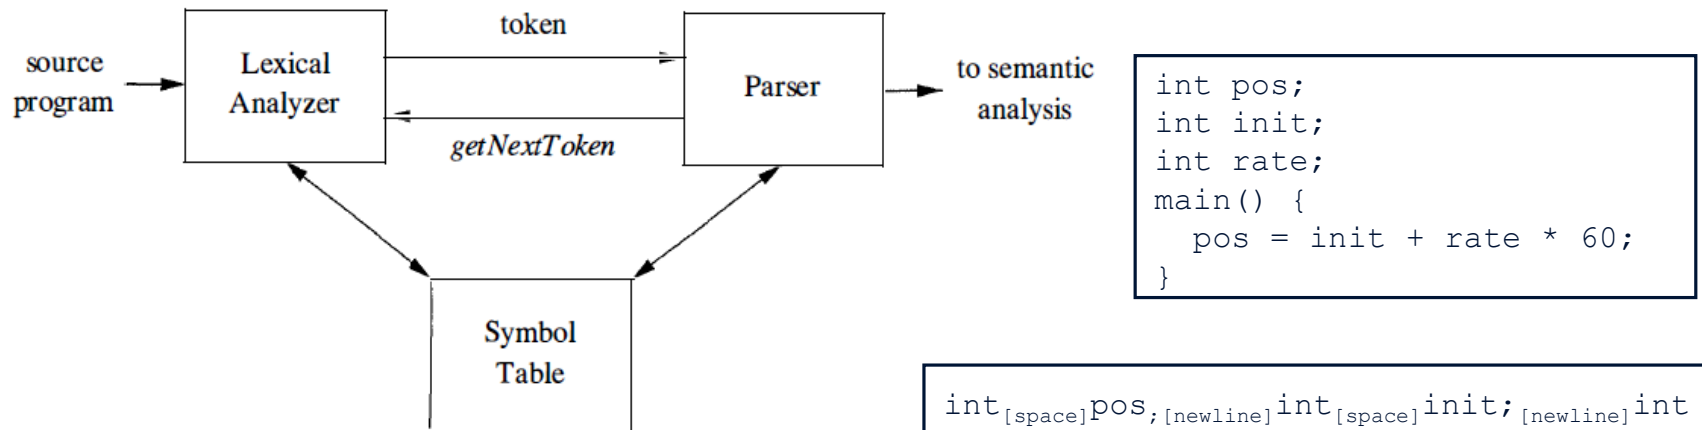 token
source
program
Lexical
Analyzer
Parser
to semantic
analysis
getNextToken
Symbol
Table
int pos;
int init;
int rate;
main() {
  pos = init + rate * 60;
}
int[space]pos;[newline]int[space]init;[newline]int